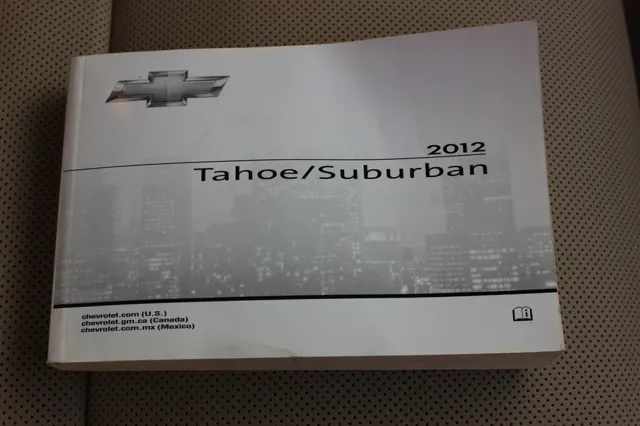 2012
Tahoe/Suburban
chevrolet.com (U.S.)
chevrolet.gm.ca (Canada)
chevrolet.com.mx (Mexico)
i